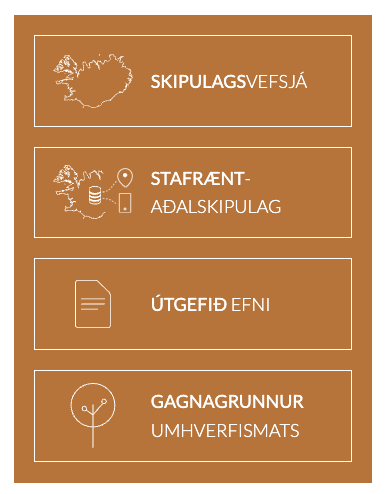 SKIPULAGSVEFSJÁ
STAFRÆNT-
AÐALSKIPULAG
ÚTGEFIÐ EFNI
GAGNAGRUNNUR
UMHVERFISMATS